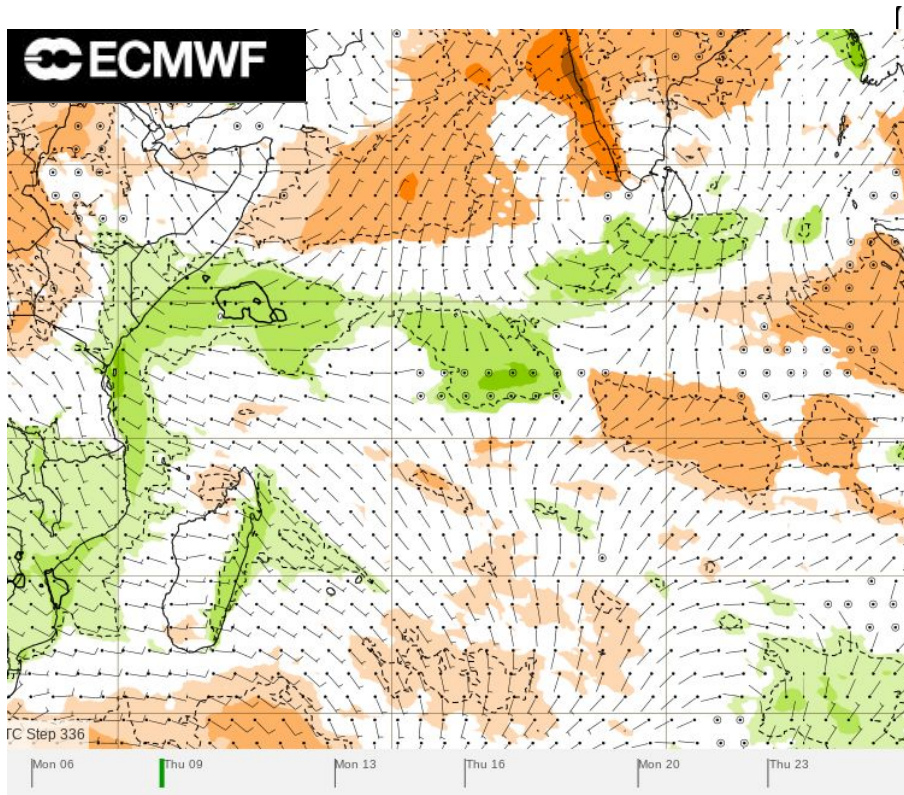 ECMWF
TC Step 336
Mon 06
Thu 09
Mon 13
Thu 16
Mon 20
Thu 23